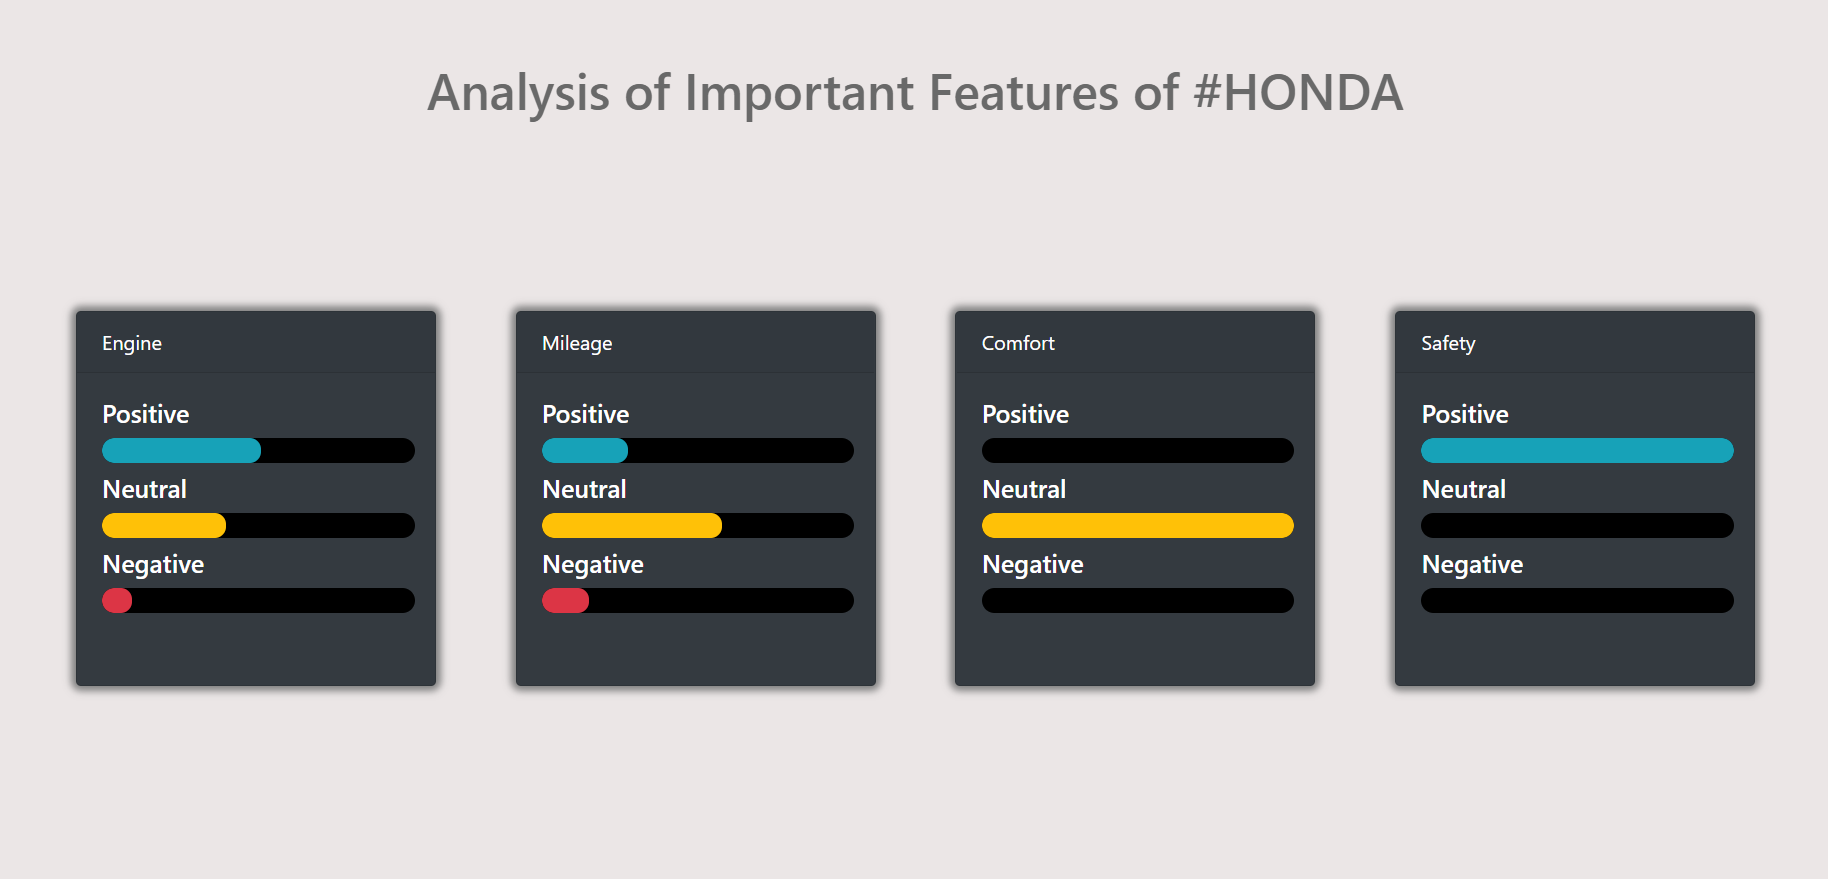 Analysis of Important Features of #HONDA
Engine
Positive
Neutral
Negative
Mileage
Positive
Neutral
Negative
Comfort
Positive
Neutral
Negative
Safety
Positive
Neutral
Negative